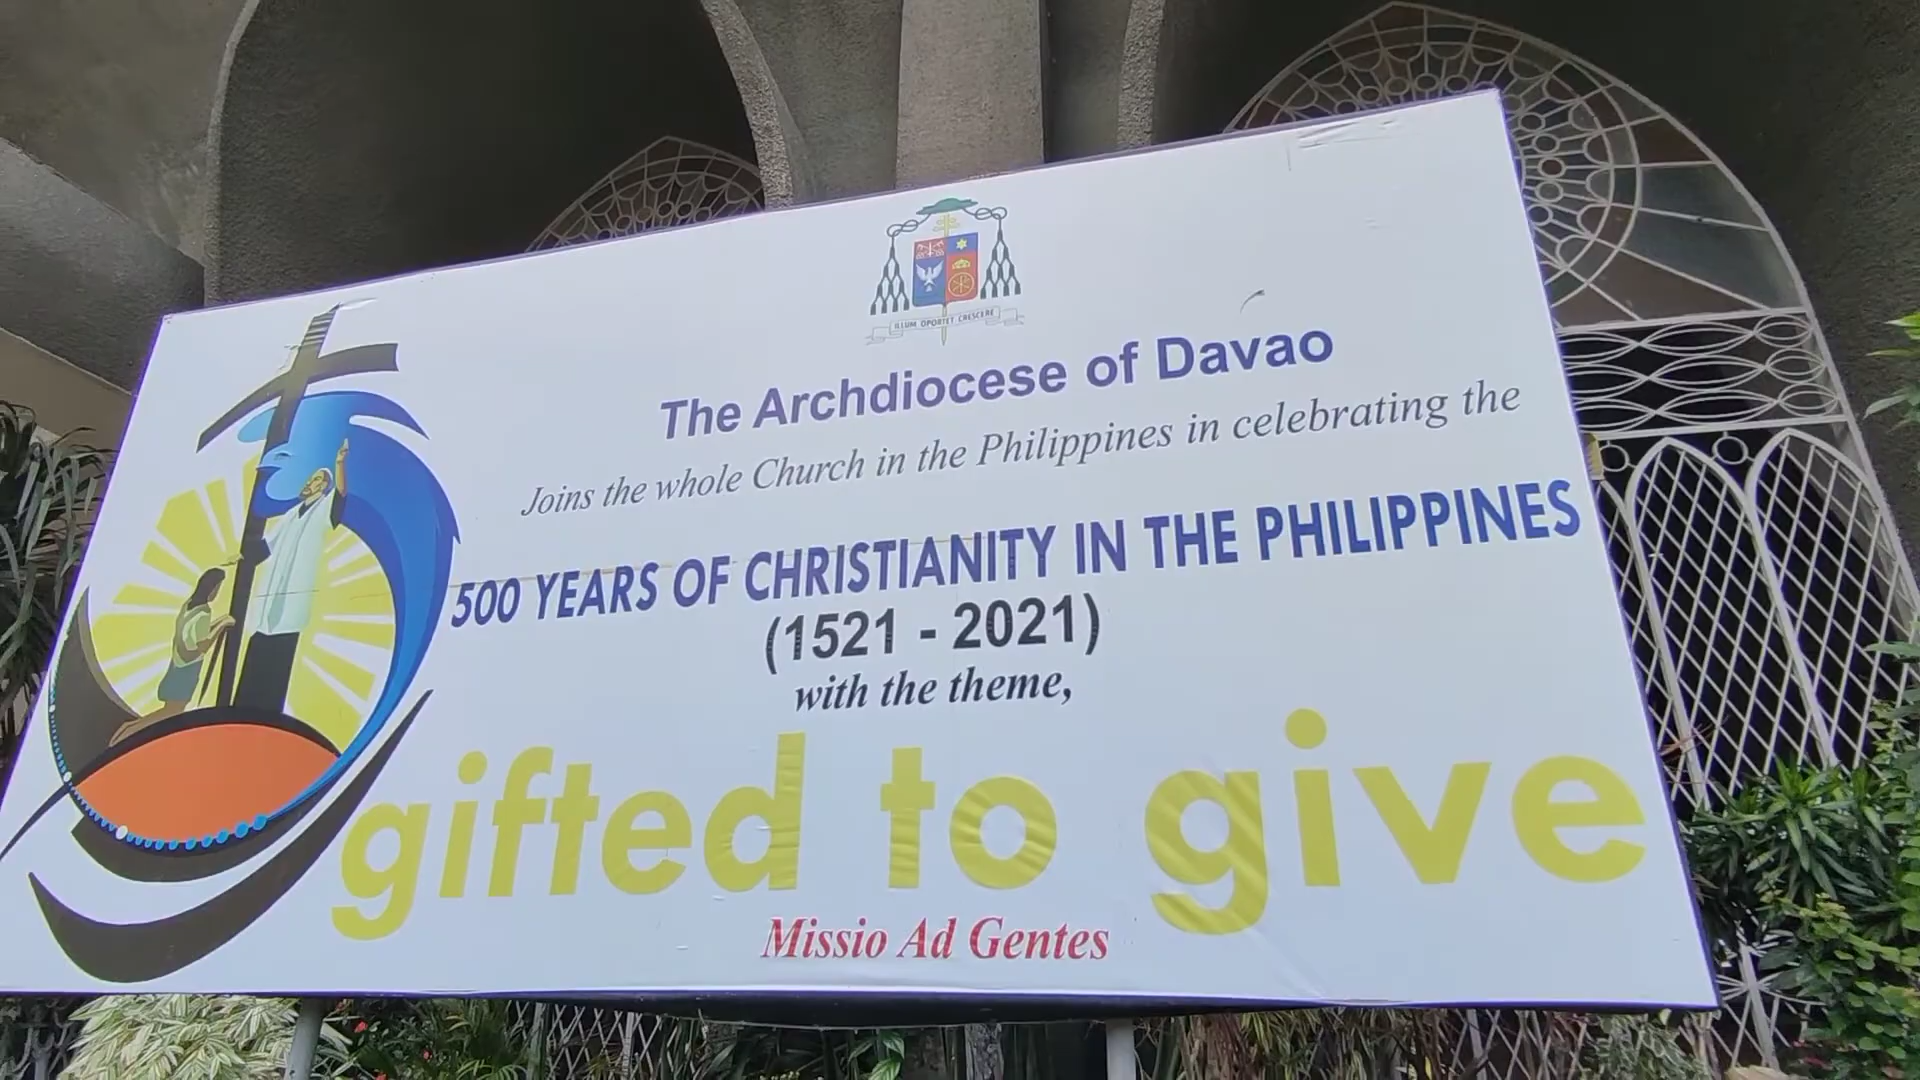 ILLUM OPORTET CRESCERE
The Archdiocese of Davao
Joins the whole Church in the Philippines in celebrating the
500 YEARS OF CHRISTIANITY IN THE PHILIPPINES
(1521 - 2021)
with the theme,
gifted to give
Missio Ad Gentes